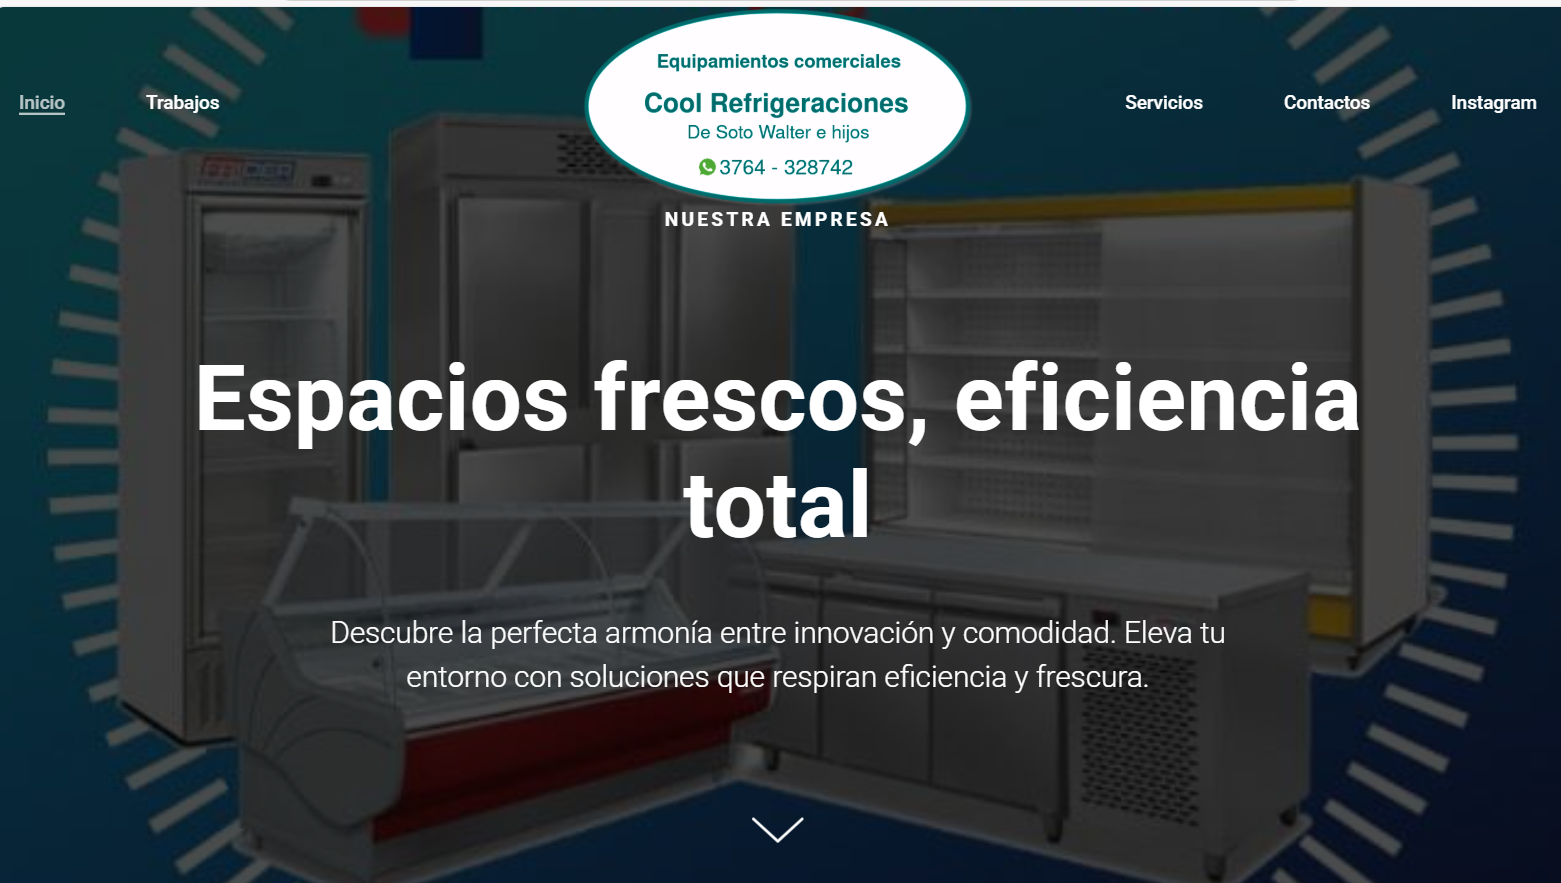 Equipamientos comerciales
Cool Refrigeraciones
De Soto Walter e hijos
3764 - 328742
Inicio
Trabajos
Servicios
Contactos
Instagram
NUESTRA EMPRESA
Espacios frescos, eficiencia
total
Descubre la perfecta armonía entre innovación y comodidad. Eleva tu
entorno con soluciones que respiran eficiencia y frescura.